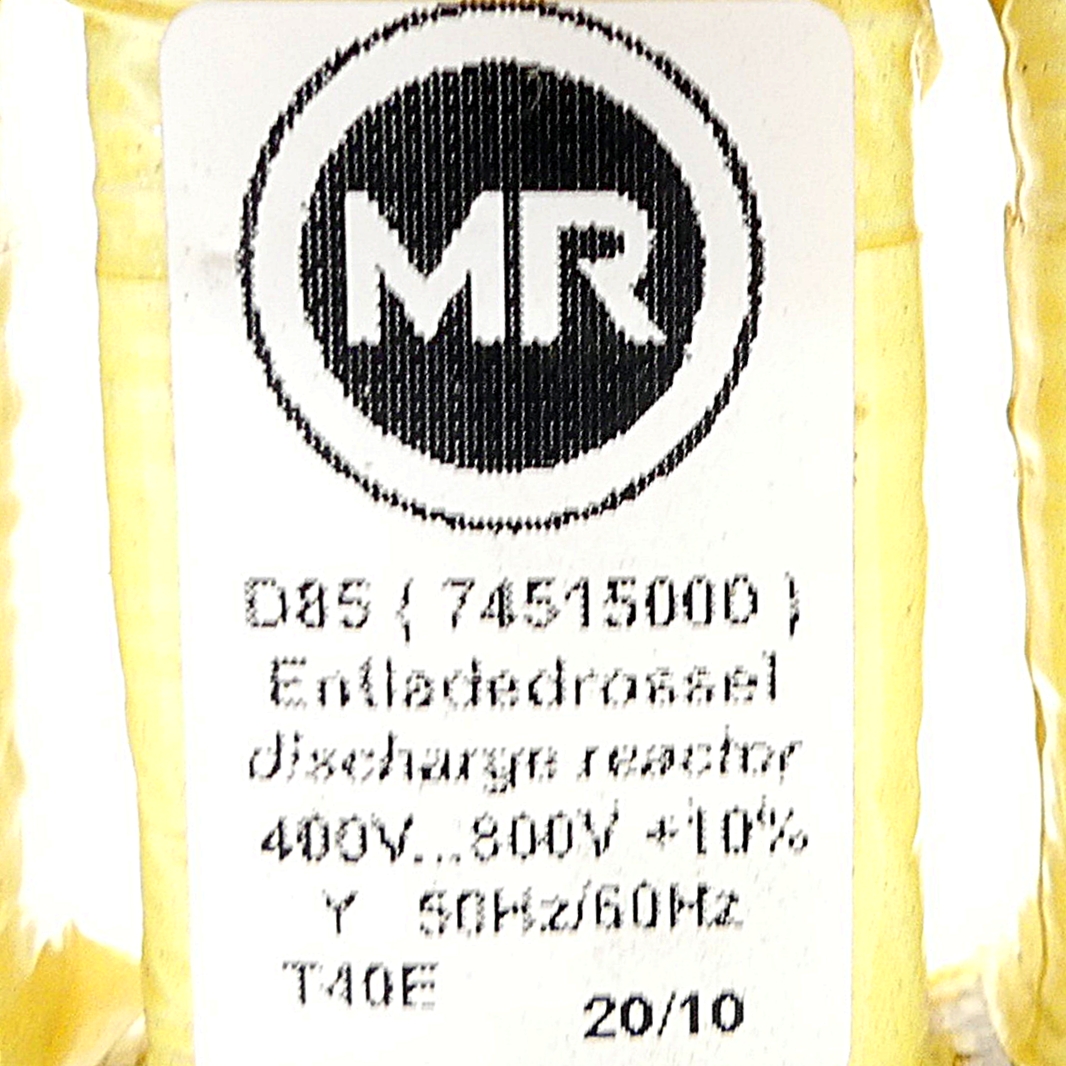 MR
D85 ( 74515000 )
Entladedrossel
discharge reactor
400V...800V +10%
Y 50Hz/60Hz
T40E
20/10